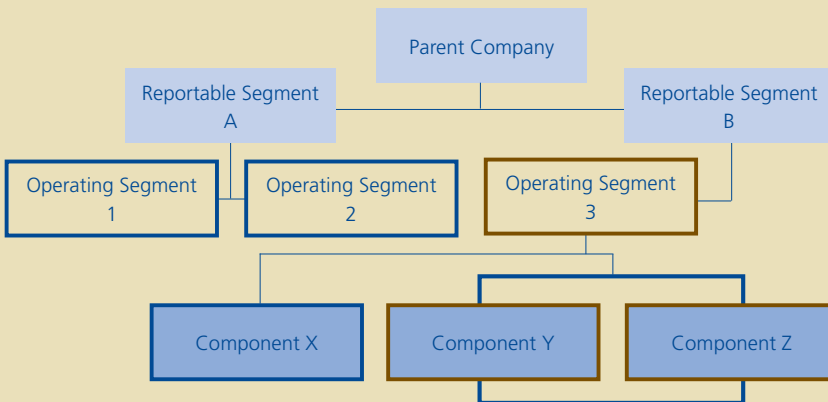 Parent Company
Reportable Segment
A
Reportable Segment
B
Operating Segment
1
Operating Segment
2
Operating Segment
3
Component X
Component Y
Component Z